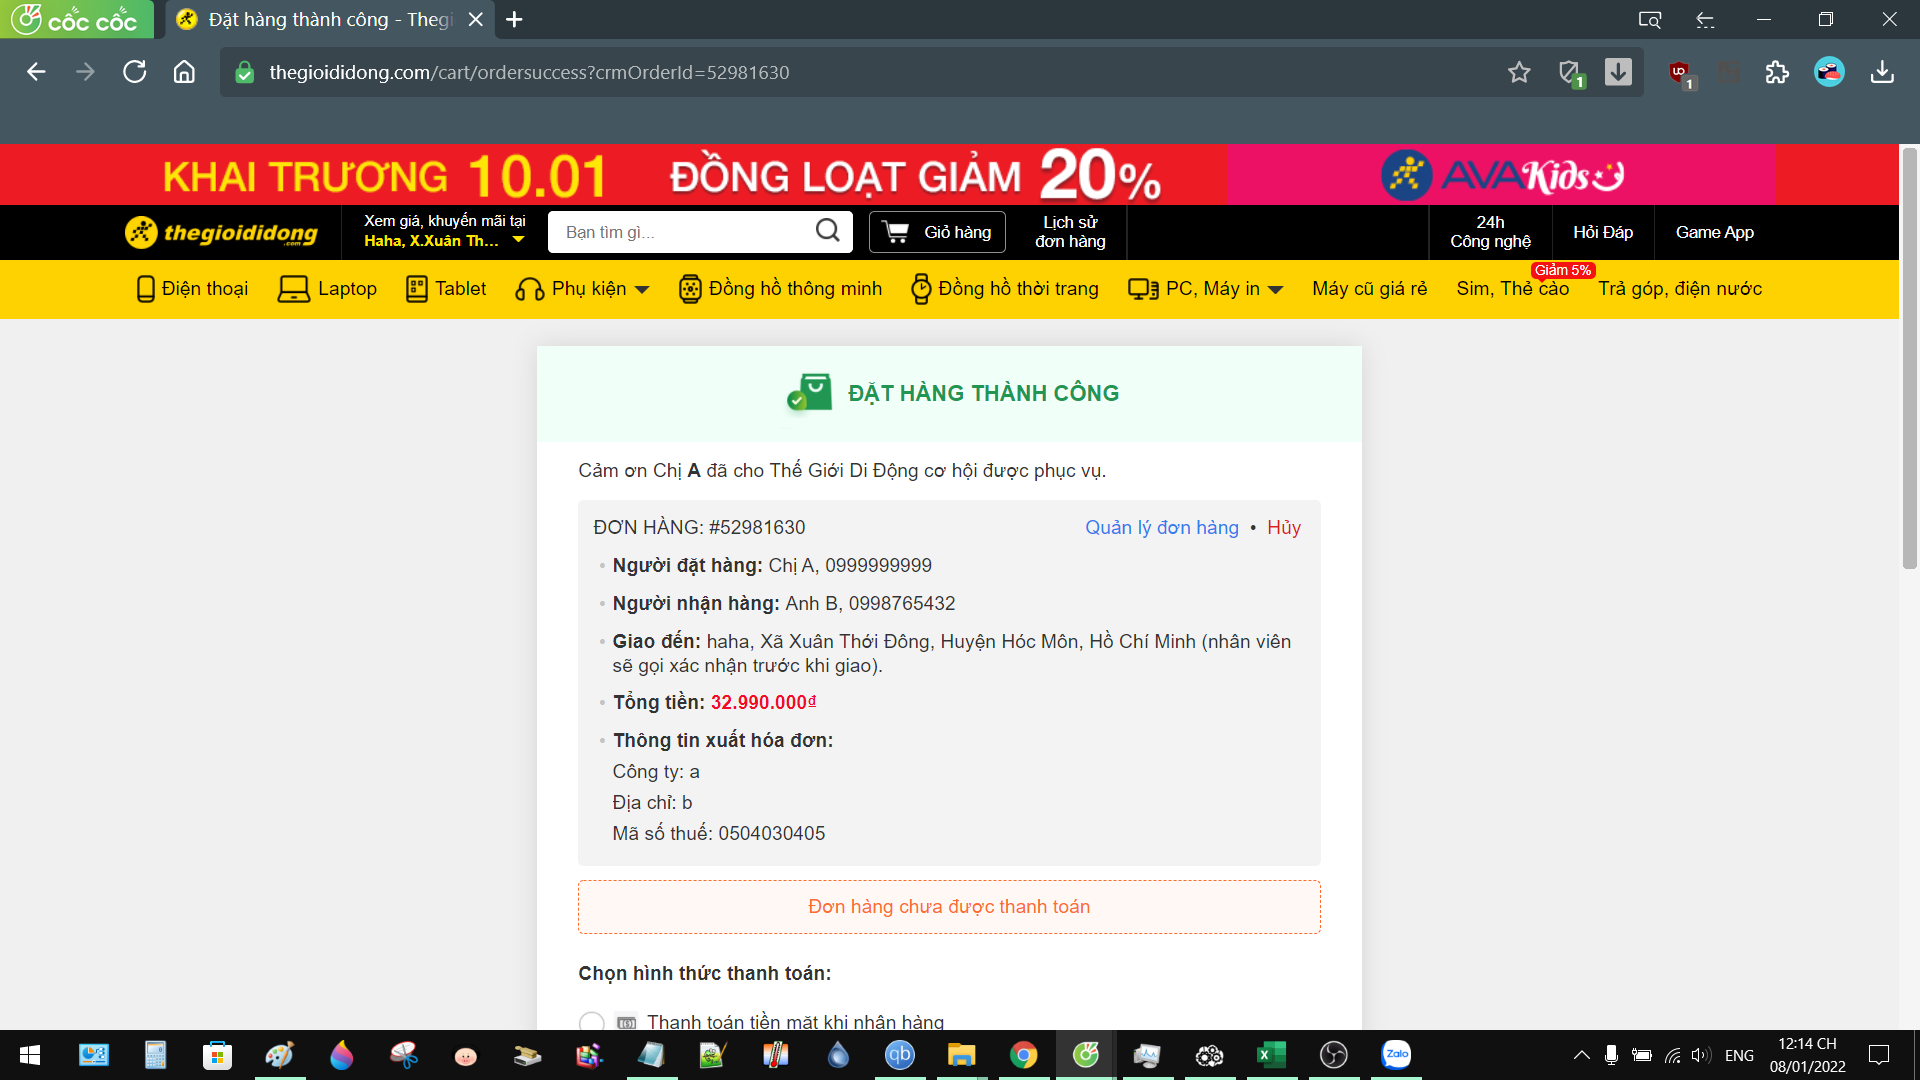 cốc cốc
Đặt hàng thành công - Thegi
thegioididong.com/cart/ordersuccess?crmOrderId=52981630
1
UD
1
KHAI TRƯƠNG 10.01 ĐỒNG LOẠT GIẢM 20% AVAKids
thegioididong.com
Xem giá, khuyến mãi tại
Haha, X.Xuân Th...
Bạn tìm gì...
Giỏ hàng
Lịch sử
đơn hàng
24h
Công nghệ
Hỏi Đáp
Game App
Giảm 5%
Điện thoại Laptop Tablet Phụ kiện Đồng hồ thông minh Đồng hồ thời trang PC, Máy in Máy cũ giá rẻ Sim, Thẻ cào Trả góp, điện nước
ĐẶT HÀNG THÀNH CÔNG
Cảm ơn Chị A đã cho Thế Giới Di Động cơ hội được phục vụ.
ĐƠN HÀNG: #52981630 Quản lý đơn hàng • Hủy
Người đặt hàng: Chị A, 0999999999
Người nhận hàng: Anh B, 0998765432
Giao đến: haha, Xã Xuân Thới Đông, Huyện Hóc Môn, Hồ Chí Minh (nhân viên
sẽ gọi xác nhận trước khi giao).
Tổng tiền: 32.990.000₫
Thông tin xuất hóa đơn:
Công ty: a
Địa chỉ: b
Mã số thuế: 0504030405
Đơn hàng chưa được thanh toán
Chọn hình thức thanh toán:
Thanh toán tiền mặt khi nhận hàng
qb
Zalo
ENG
12:14 CH
08/01/2022